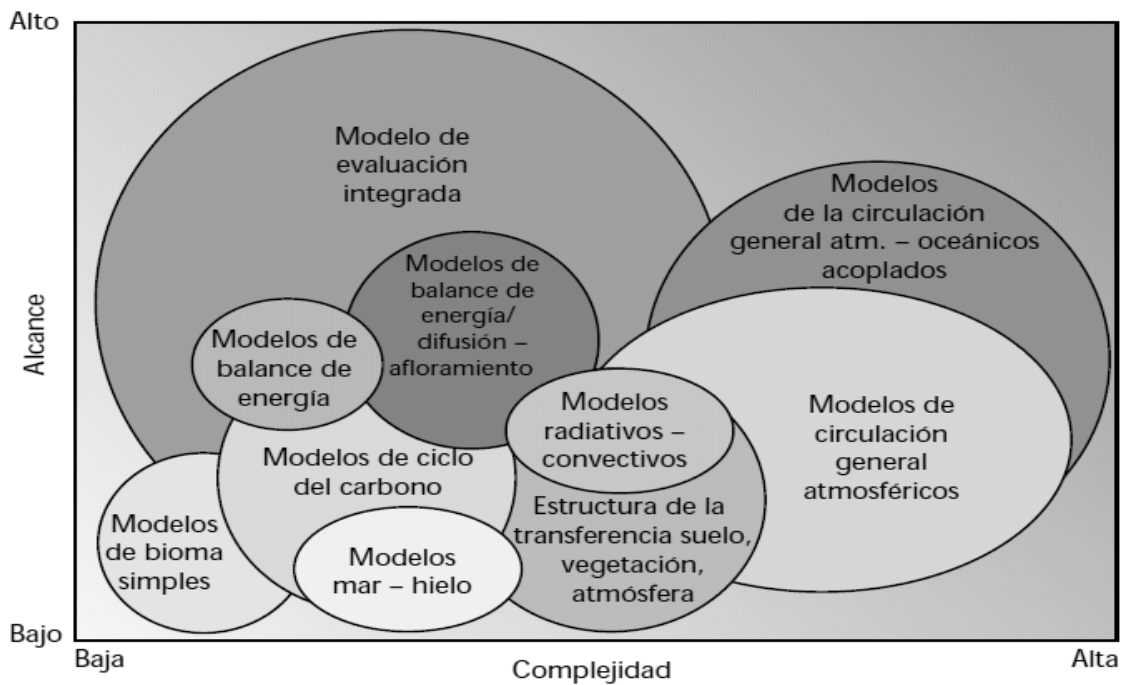 Alto
Modelo de
evaluación
integrada
Modelos
de la circulación
general atm. – oceánicos
acoplados
Modelos de
balance de
energía/
difusión –
afloramiento
Alcance
Modelos de
balance de
energía
Modelos
radiativos –
convectivos
Modelos de
circulación
general
atmosféricos
Modelos de ciclo
del carbono
Estructura de la
transferencia suelo,
vegetación,
atmósfera
Modelos
de bioma
simples
Modelos
mar – hielo
Bajo
Baja
Complejidad
Alta